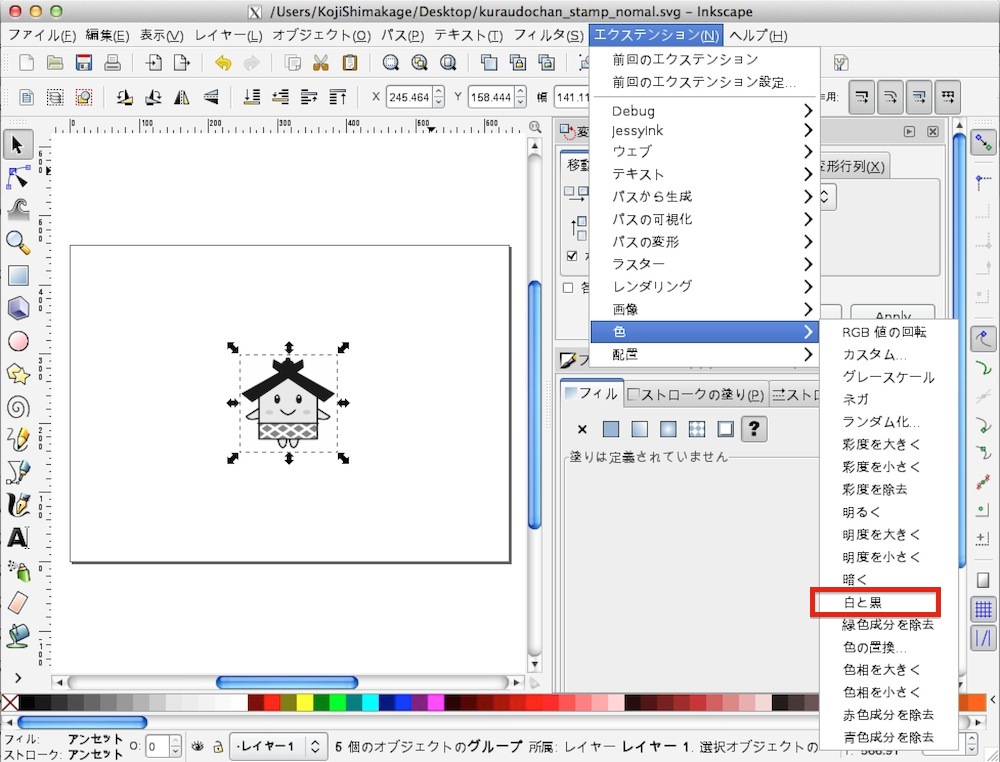 /Users/KojiShimakage/Desktop/kuraudochan_stamp_nomal.svg - Inkscape
ファイル(F) 編集(E) 表示(V) レイヤー(L) オブジェクト(O) パス(P) テキスト(T) フィルタ(S) エクステンション(N) ヘルプ(H)
X 245.464 Y 158.444 幅 141.11
用:
前回のエクステンション
前回のエクステンション設定...
Debug
JessyInk
ウェブ
テキスト
パスから生成
パスの可視化
パスの変形
ラスター
レンダリング
画像
色
配置
RGB 値の回転
カスタム...
グレースケール
ネガ
ランダム化...
彩度を大きく
彩度を小さく
彩度を除去
明るく
明度を大きく
明度を小さく
暗く
白と黒
緑色成分を除去
色の置換...
色相を大きく
色相を小さく
赤色成分を除去
青色成分を除去
0 100 200 300 400 500 600
変
移動
変形行列(X)
Apply
フィル ストロークの塗り(P) ストロ
?
塗りは定義されていません
フィル: アンセット
ストローク: アンセット
O: 0
レイヤー 1
6 個のオブジェクトのグループ 所属: レイヤー レイヤー 1. 選択オブジェクトの